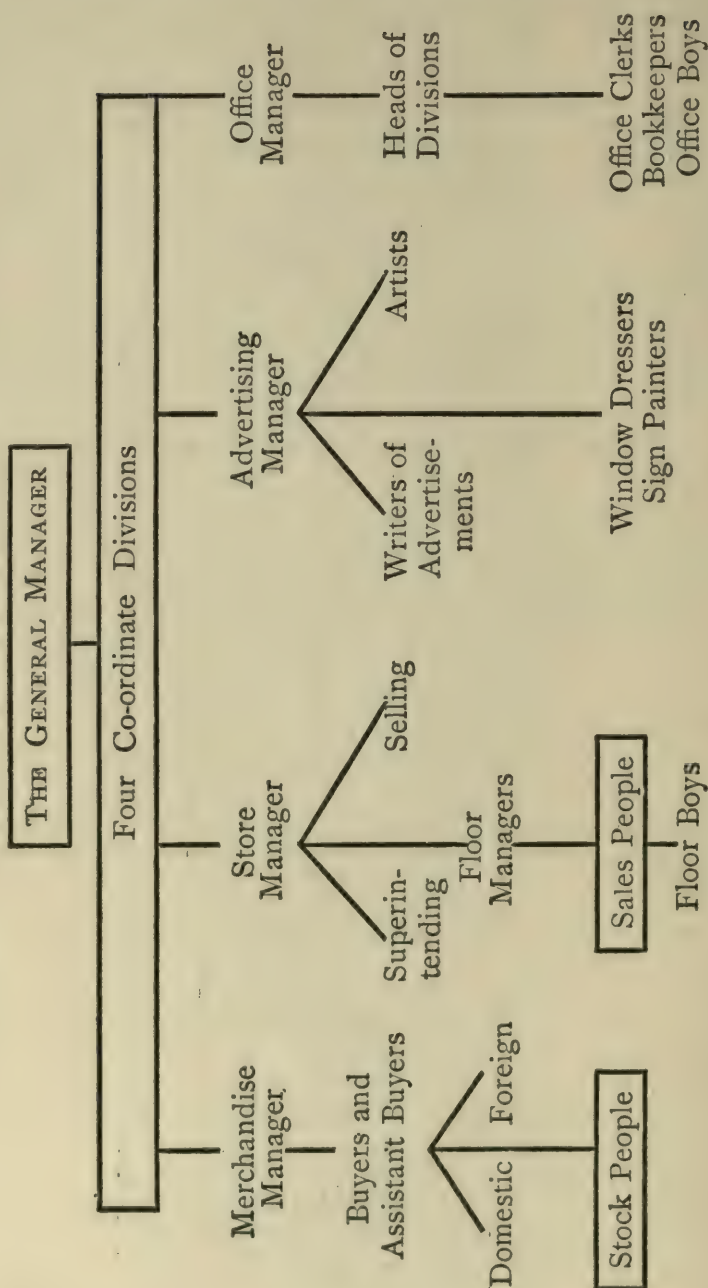 THE GENERAL MANAGER
Four Co-ordinate Divisions
Merchandise
Manager
Buyers and
Assistant Buyers
Domestic
Foreign
Stock People
Store
Manager
Superin-
tending
Selling
Floor
Managers
Sales People
Floor Boys
Advertising
Manager
Writers of
Advertise-
ments
Artists
Window Dressers
Sign Painters
Office
Manager
Heads of
Divisions
Office Clerks
Bookkeepers
Office Boys